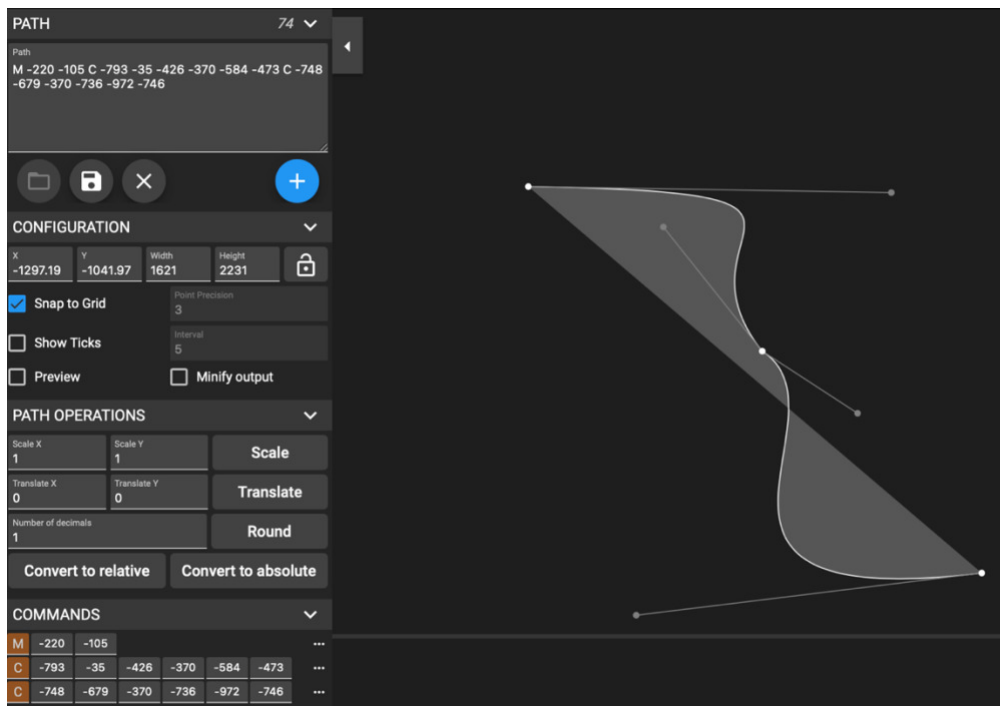 PATH 74
Path
M -220 -105 C -793 -35 -426 -370 -584 -473 C -748
-679 -370 -736 -972 -746
CONFIGURATION
X Y Width Height
-1297.19 -1041.97 1621 2231
Snap to Grid Point Precision
3
Show Ticks Interval
5
Preview Minify output
PATH OPERATIONS
Scale X Scale Y
1 1 Scale
Translate X Translate Y
0 0 Translate
Number of decimals
1 Round
Convert to relative Convert to absolute
COMMANDS
M -220 -105 ...
C -793 -35 -426 -370 -584 -473 ...
C -748 -679 -370 -736 -972 -746 ...